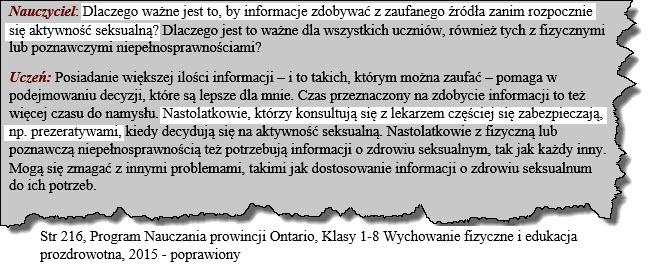 Nauczyciel: Dlaczego ważne jest to, by informacje zdobywać z zaufanego źródła zanim rozpocznie
się aktywność seksualną? Dlaczego jest to ważne dla wszystkich uczniów, również tych z fizycznymi
lub poznawczymi niepełnosprawnościami?
Uczeń: Posiadanie większej ilości informacji – i to takich, którym można zaufać – pomaga w
podejmowaniu decyzji, które są lepsze dla mnie. Czas przeznaczony na zdobycie informacji to też
więcej czasu do namysłu. Nastolatkowie, którzy konsultują się z lekarzem częściej się zabezpieczają,
np. prezeratywami, kiedy decydują się na aktywność seksualną. Nastolatkowie z fizyczną lub
poznawczą niepełnosprawnością też potrzebują informacji o zdrowiu seksualnym, tak jak każdy inny.
Mogą się zmagać z innymi problemami, takimi jak dostosowanie informacji o zdrowiu seksualnum
do ich potrzeb.
Str 216, Program Nauczania prowincji Ontario, Klasy 1-8 Wychowanie fizyczne i edukacja
prozdrowotna, 2015 - poprawiony